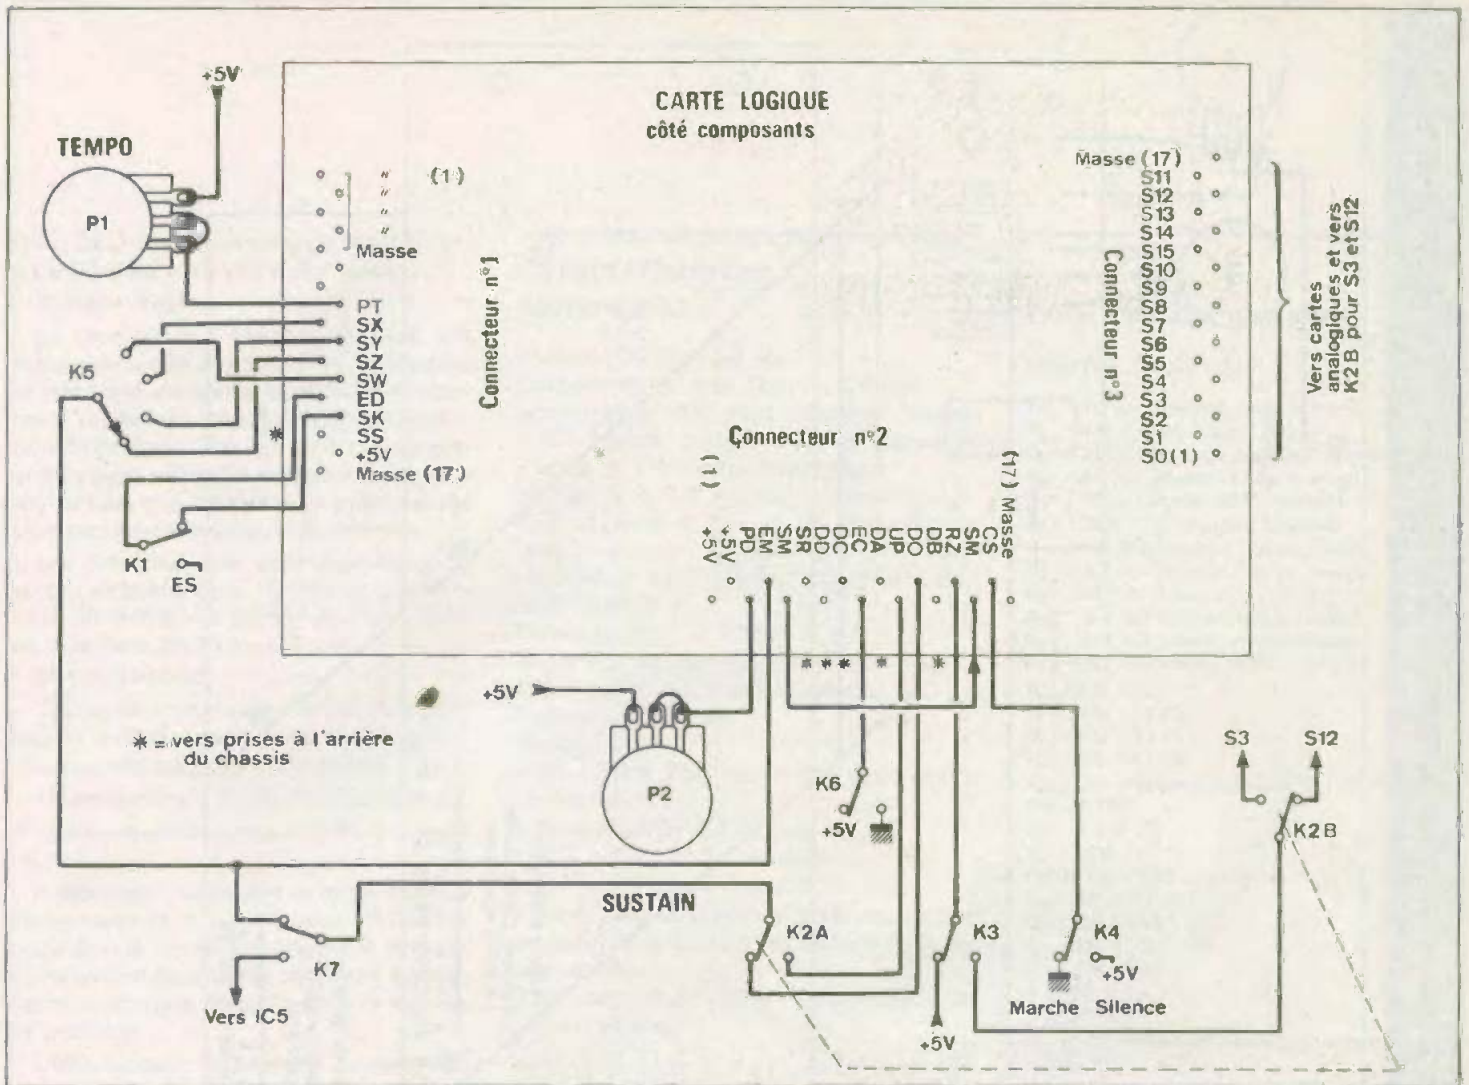 +5V
TEMPO
P1
CARTE LOGIQUE
côté composants
" (1)
"
"
"
Masse
PT
SX
SY
SZ
SW
ED
SK
SS
+5V
Masse (17)
Connecteur n°1
K5
*
K1
ES
Masse (17)
S11
S12
S13
S14
S15
S10
S9
S8
S7
S6
S5
S4
S3
S2
S1
S0(1)
Connecteur n°3
Vers cartes
analogiques et vers
K2B pour S3 et S12
Connecteur n°2
(1)
(17)
+5V
+5V
PD
EM
SM
SR
DD
DC
EC
DA
UP
DO
DB
RZ
SM
CS
Masse
* * * * *
+5V
* = vers prises à l'arrière
du chassis
P2
K6
+5V
S3
S12
K2B
SUSTAIN
K2A
K3
K4
+5V
K7
Vers IC5
Marche Silence
+5V